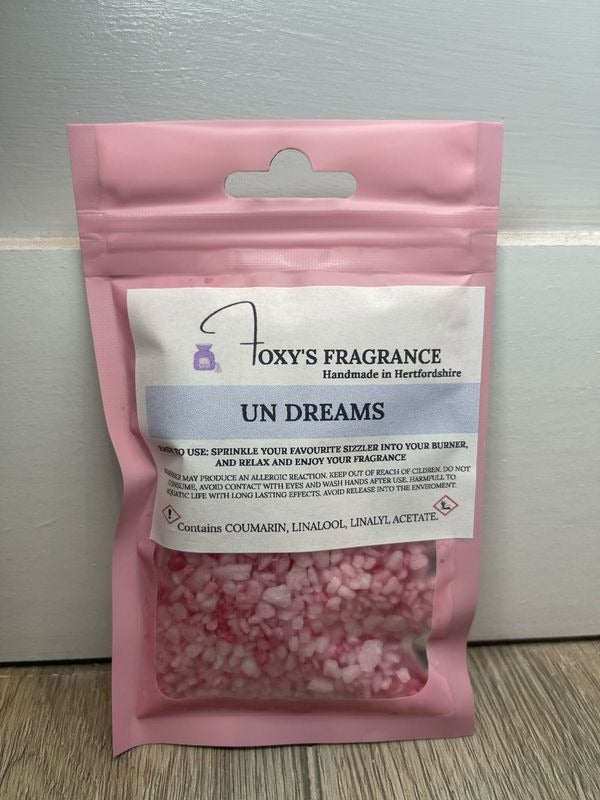 FOXY'S FRAGRANCE
Handmade in Hertfordshire
UN DREAMS
TO USE: SPRINKLE YOUR FAVOURITE SIZZLER INTO YOUR BURNER,
AND RELAX AND ENJOY YOUR FRAGRANCE
MAY PRODUCE AN ALLERGIC REACTION. KEEP OUT OF REACH OF CILDREN. DO NOT
CONSUME, AVOID CONTACT WITH EYES AND WASH HANDS AFTER USE. HARMFULL TO
AQUATIC LIFE WITH LONG LASTING EFFECTS. AVOID RELEASE INTO THE ENVIROMENT.
Contains COUMARIN, LINALOOL, LINALYL ACETATE.